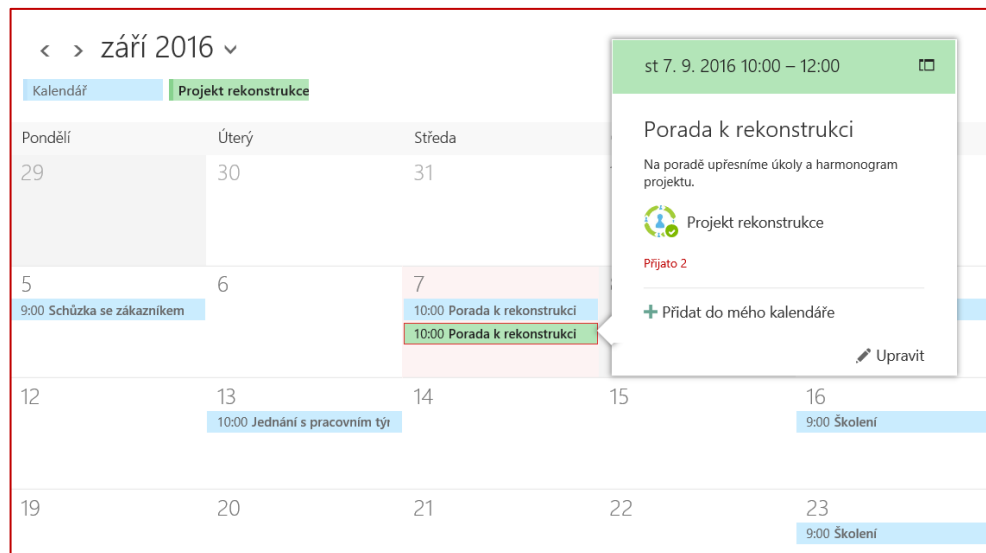 září 2016
Kalendář
Projekt rekonstrukce
Pondělí Úterý Středa
29 30 31
5 6 7
9:00 Schůzka se zákazníkem
10:00 Porada k rekonstrukci
10:00 Porada k rekonstrukci
12 13 14 15 16
10:00 Jednání s pracovním tý
9:00 Školení
19 20 21 22 23
9:00 Školení
st 7. 9. 2016 10:00 – 12:00
Porada k rekonstrukci
Na poradě upřesníme úkoly a harmonogram
projektu.
Projekt rekonstrukce
Přijato 2
Přidat do mého kalendáře
Upravit